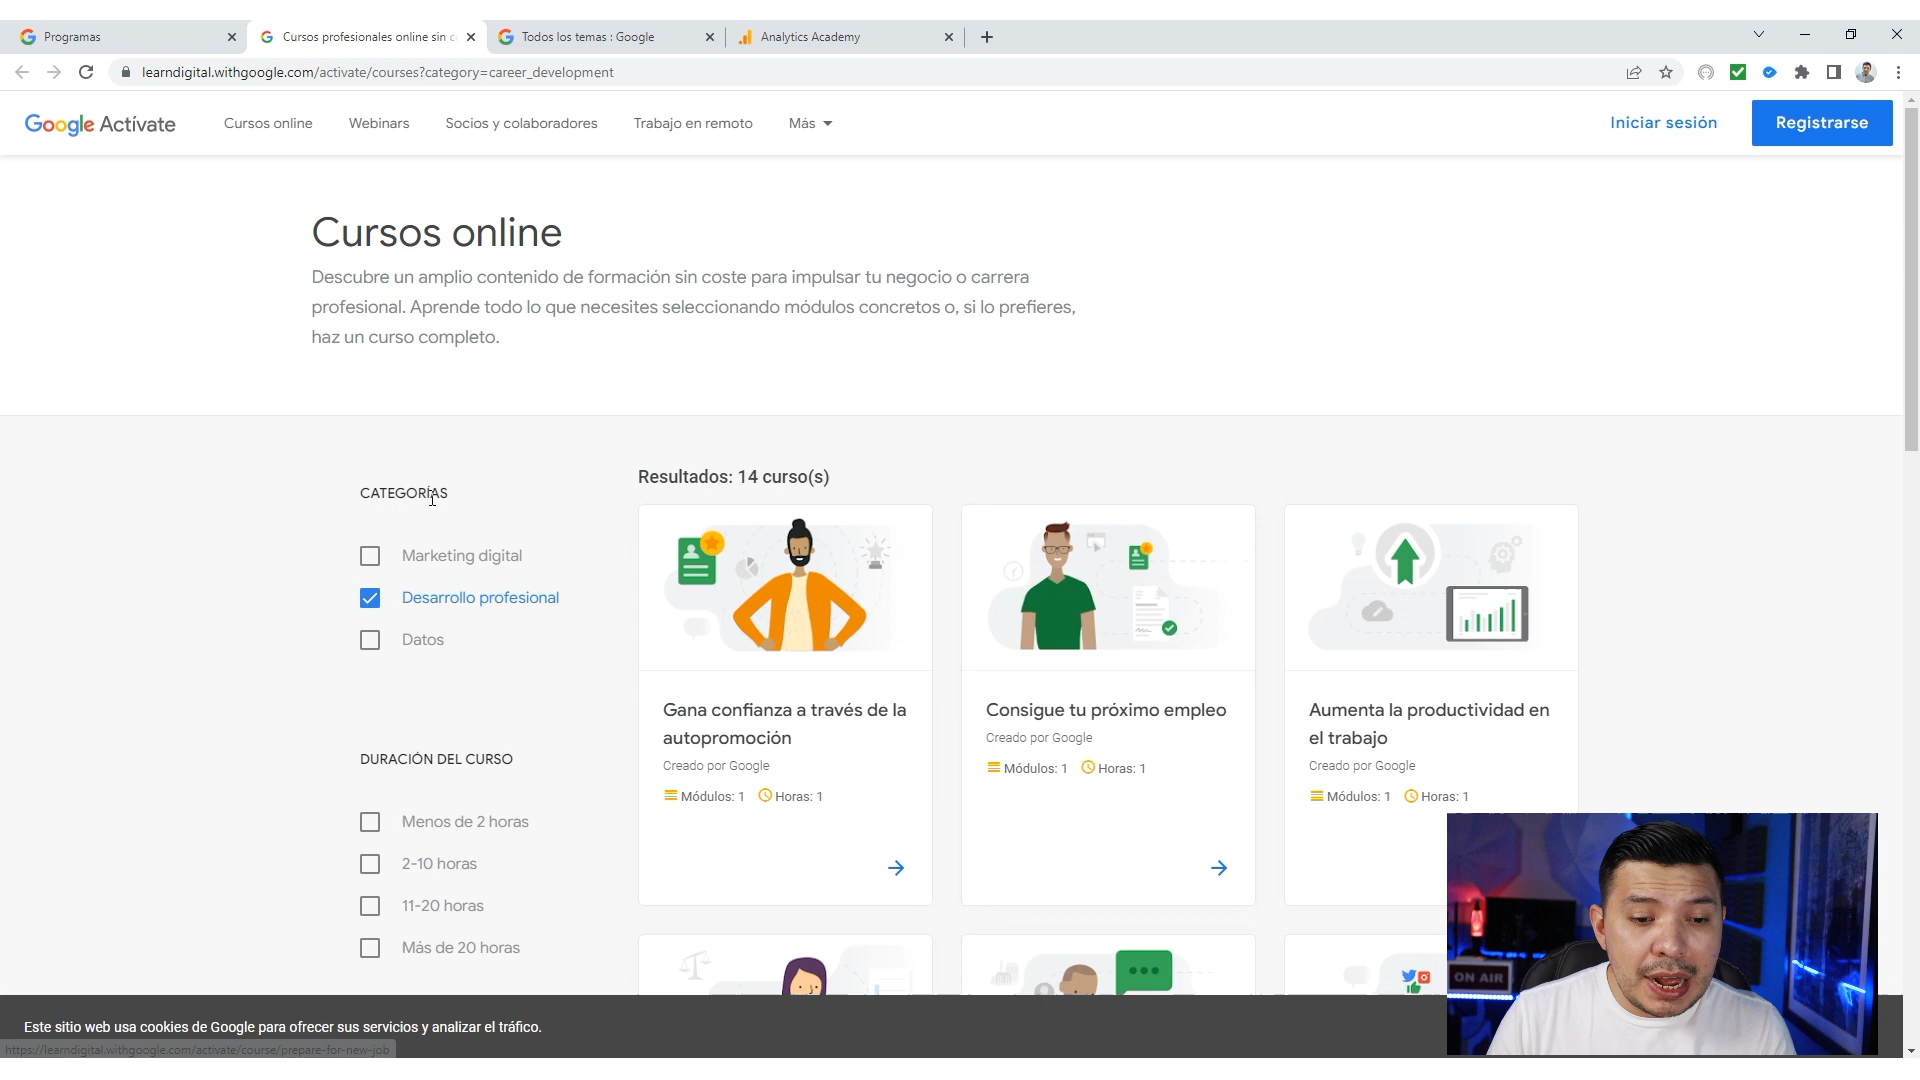 Programas
Cursos profesionales online sin c
Todos los temas : Google
Analytics Academy
learndigital.withgoogle.com/activate/courses?category=career_development
Google Actívate
Cursos online
Webinars
Socios y colaboradores
Trabajo en remoto
Más
Iniciar sesión
Registrarse
Cursos online
Descubre un amplio contenido de formación sin coste para impulsar tu negocio o carrera
profesional. Aprende todo lo que necesites seleccionando módulos concretos o, si lo prefieres,
haz un curso completo.
CATEGORÍAS
Marketing digital
Desarrollo profesional
Datos
DURACIÓN DEL CURSO
Menos de 2 horas
2-10 horas
11-20 horas
Más de 20 horas
Resultados: 14 curso(s)
Gana confianza a través de la
autopromoción
Creado por Google
Módulos: 1 Horas: 1
Consigue tu próximo empleo
Creado por Google
Módulos: 1 Horas: 1
Aumenta la productividad en
el trabajo
Creado por Google
Módulos: 1 Horas: 1
ON AIR
Este sitio web usa cookies de Google para ofrecer sus servicios y analizar el tráfico.
https://learndigital.withgoogle.com/activate/course/prepare-for-new-job